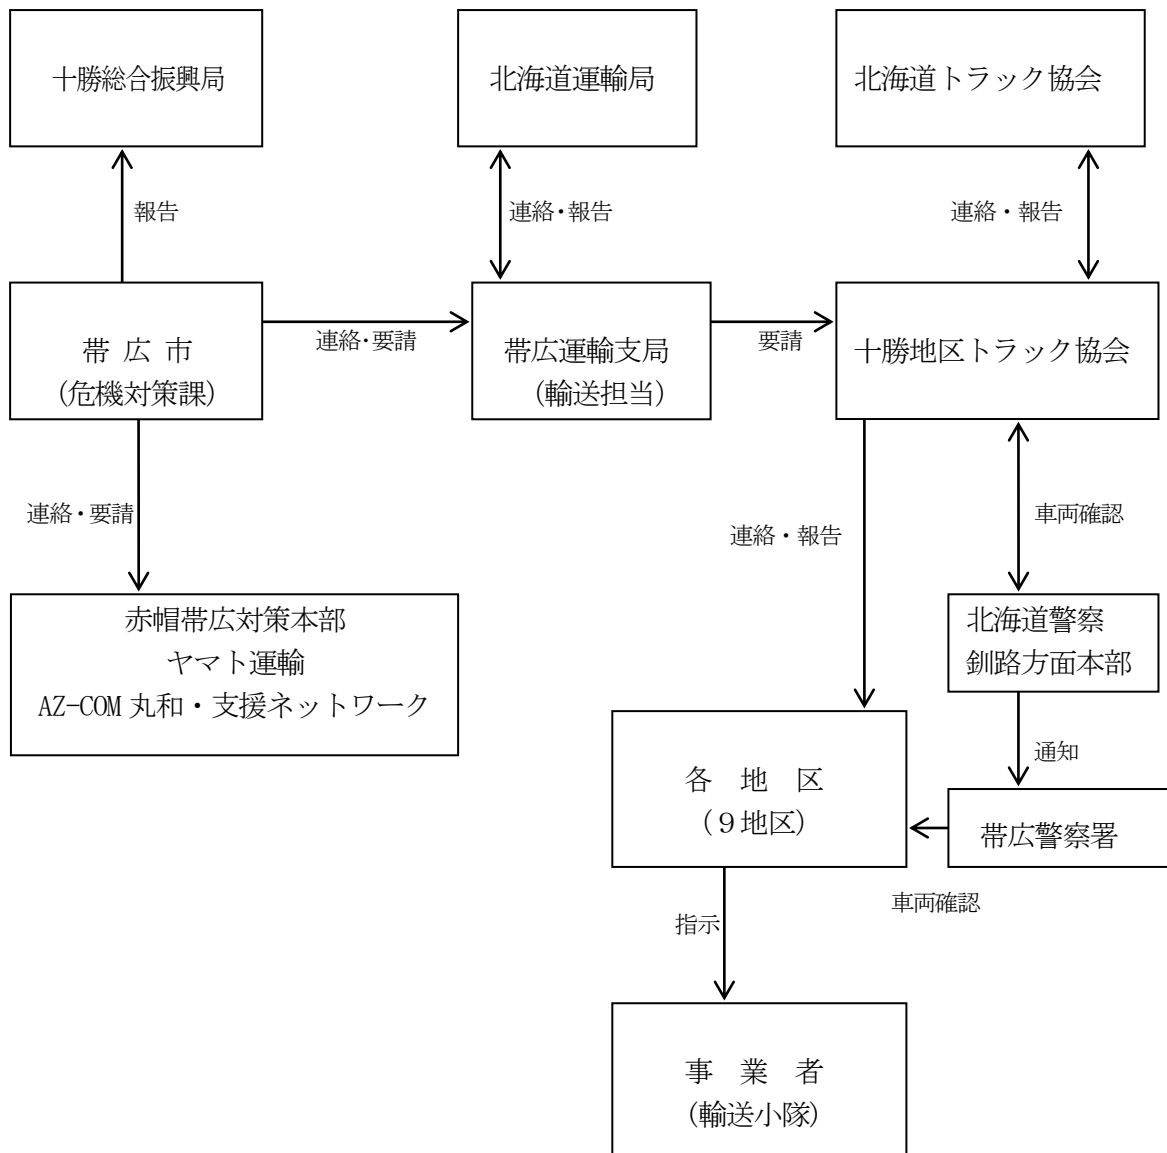 十勝総合振興局
北海道運輸局
北海道トラック協会
報告
連絡・報告
連絡・報告
帯 広 市
(危機対策課)
連絡・要請
帯広運輸支局
(輸送担当)
要請
十勝地区トラック協会
連絡・要請
連絡・報告
車両確認
赤帽帯広対策本部
ヤマト運輸
AZ-COM 丸和・支援ネットワーク
北海道警察
釧路方面本部
通知
各 地 区
(9地区)
帯広警察署
車両確認
指示
事 業 者
(輸送小隊)